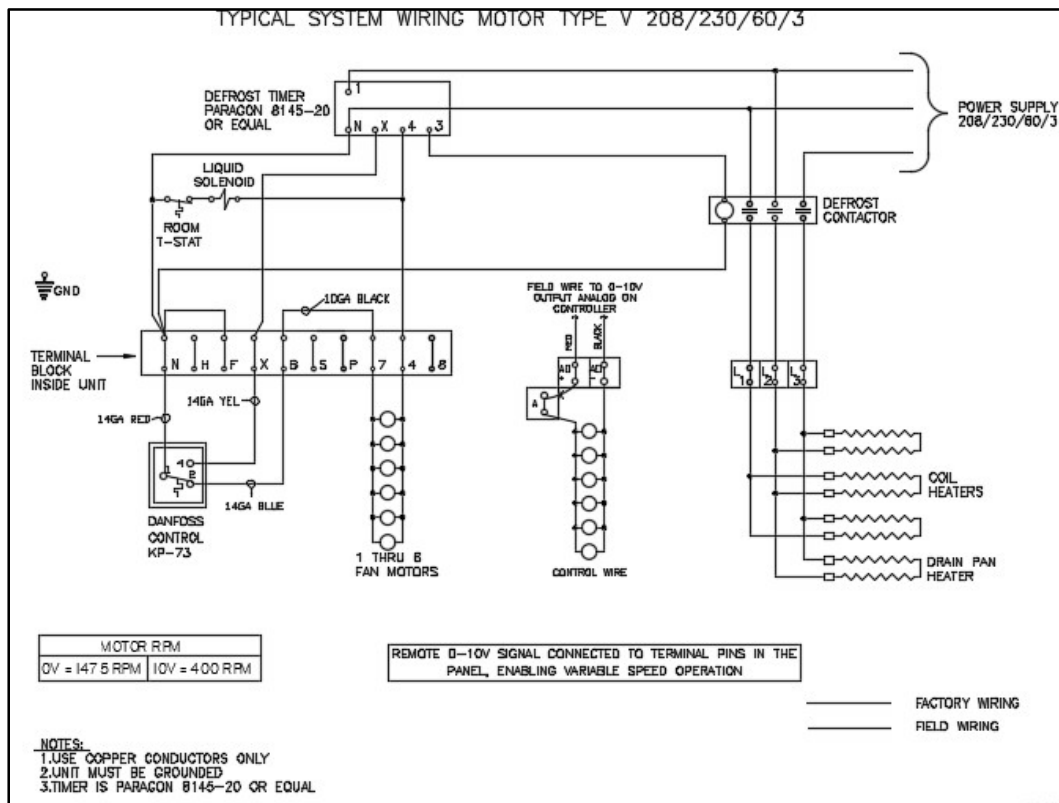 TYPICAL SYSTEM WIRING MOTOR TYPE V 208/230/60/3
DEFROST TIMER
PARAGON 8145-20
OR EQUAL
1
N X 4 3
POWER SUPPLY
208/230/60/3
LIQUID
SOLENOID
ROOM
T-STAT
DEFROST
CONTACTOR
GND
10GA BLACK
FIELD WIRE TO 0-10V
OUTPUT ANALOG ON
CONTROLLER
RED
BLACK
TERMINAL
BLOCK
INSIDE UNIT
N H F X B 5 P 7 4 8
AO AO
+ -
A
L1 L2 L3
14GA YEL
14GA RED
1
4
2
14GA BLUE
DANFOSS
CONTROL
KP-73
1 THRU 6
FAN MOTORS
CONTROL WIRE
COIL
HEATERS
DRAIN PAN
HEATER
MOTOR RPM
0V = 1475 RPM 10V = 400 RPM
REMOTE 0-10V SIGNAL CONNECTED TO TERMINAL PINS IN THE
PANEL, ENABLING VARIABLE SPEED OPERATION
FACTORY WIRING
FIELD WIRING
NOTES:
1.USE COPPER CONDUCTORS ONLY
2.UNIT MUST BE GROUNDED
3.TIMER IS PARAGON 8145-20 OR EQUAL